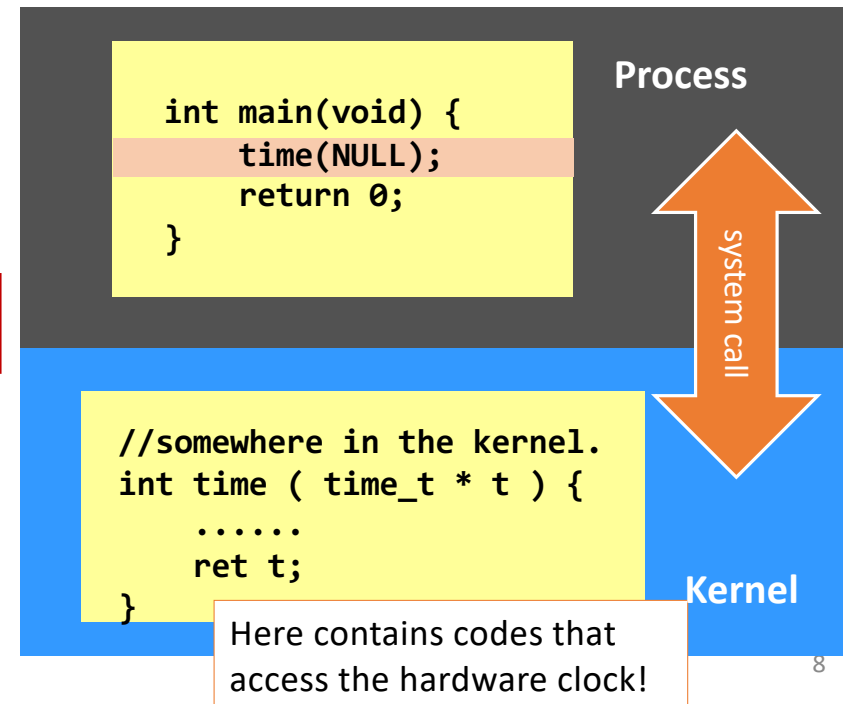 Process
int main(void) {
time(NULL);
return 0;
}
system call
//somewhere in the kernel.
int time ( time_t * t ) {
......
ret t;
}
Kernel
Here contains codes that
access the hardware clock!
8